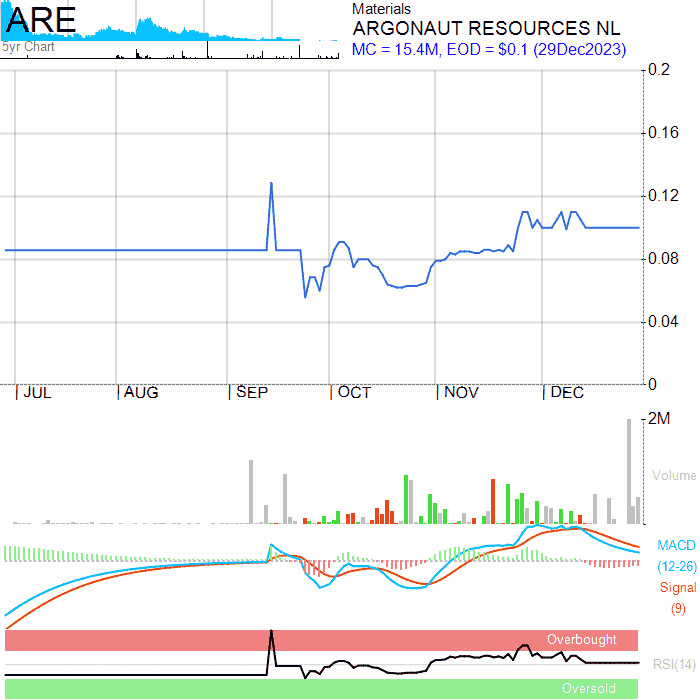 ARE
5yr Chart
Materials
ARGONAUT RESOURCES NL
MC = 15.4M, EOD = $0.1 (29Dec2023)
0.2
0.16
0.12
0.08
0.04
0
JUL AUG SEP OCT NOV DEC
2M
Volume
MACD
(12-26)
Signal
(9)
Overbought
RSI(14)
Oversold